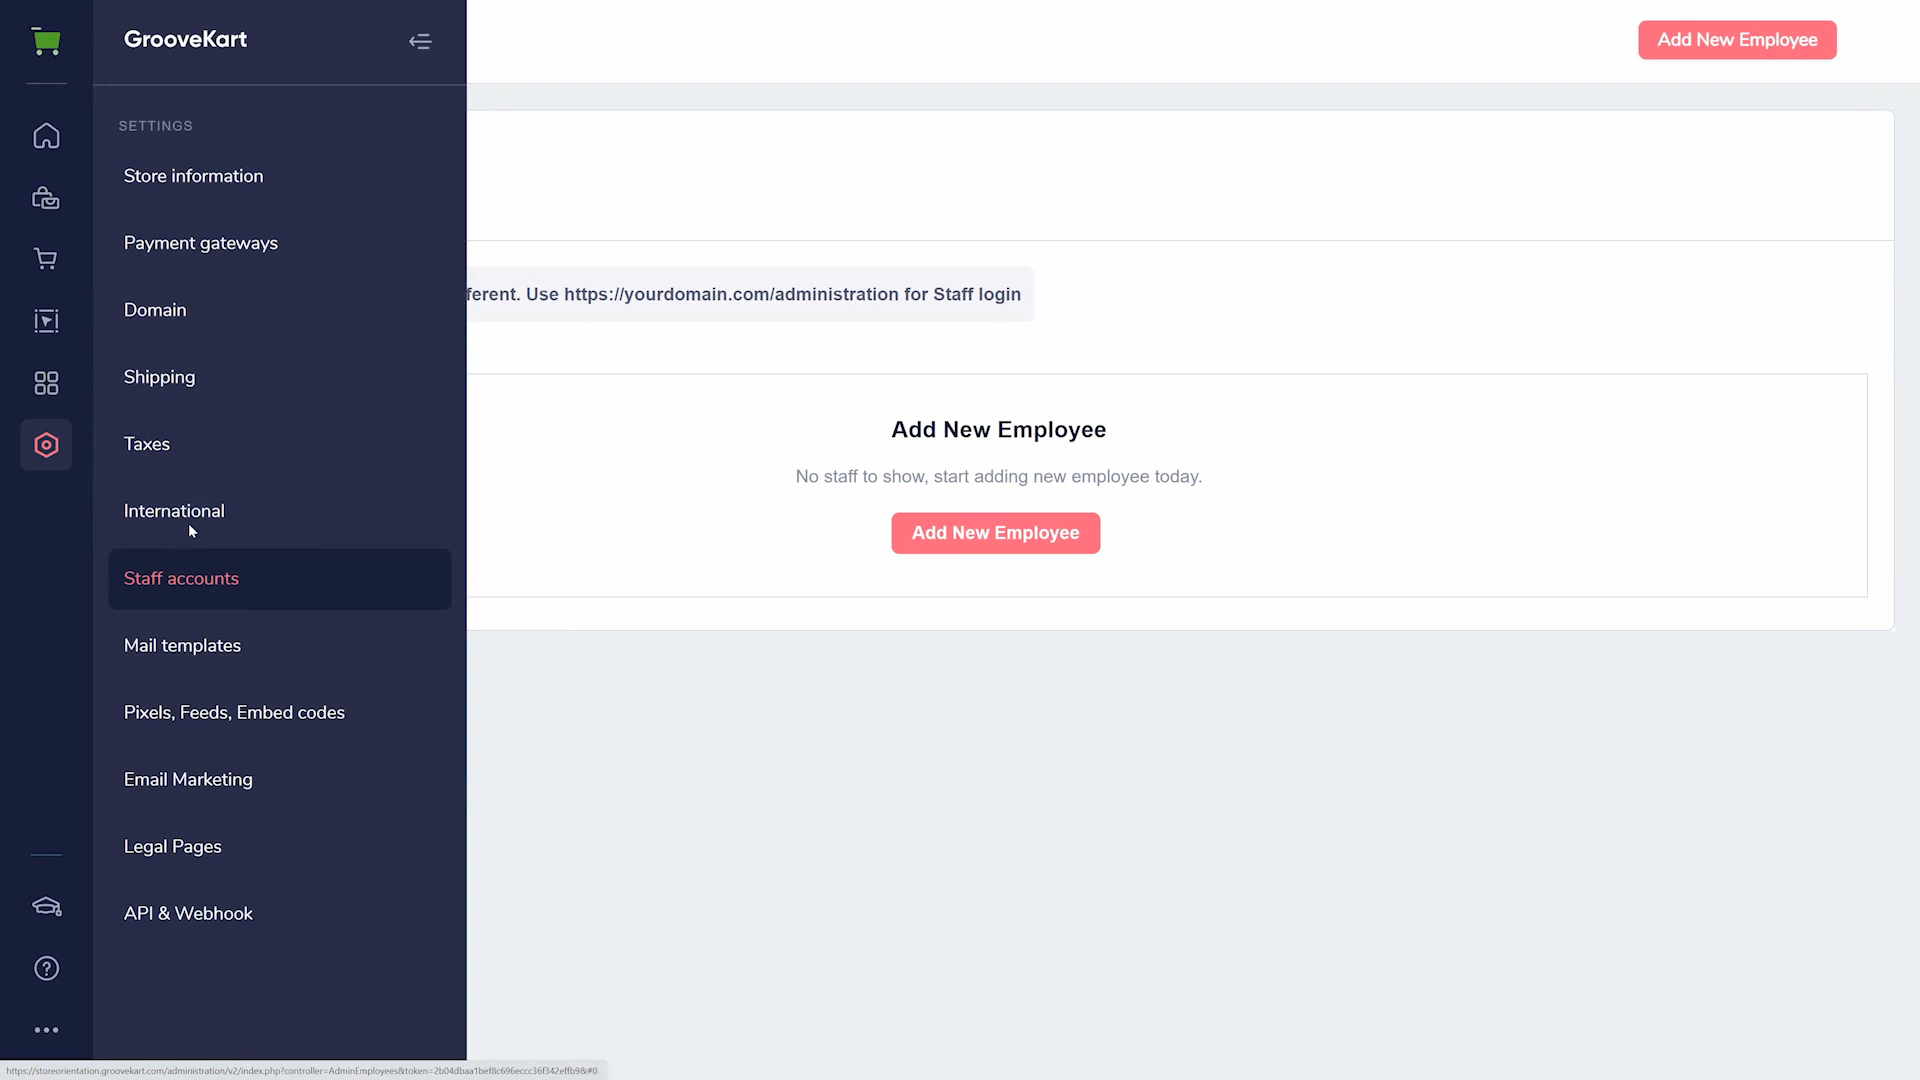 GrooveKart
Add New Employee
SETTINGS
Store information
Payment gateways
Domain
ferent. Use https://yourdomain.com/administration for Staff login
Shipping
Taxes
Add New Employee
No staff to show, start adding new employee today.
International
Add New Employee
Staff accounts
Mail templates
Pixels, Feeds, Embed codes
Email Marketing
Legal Pages
API & Webhook
https://storeorientation.groovekart.com/administration/v2/index.php?controller=AdminEmployees&token=2b04dbaa1bef8c696eccc36f342effb9&#0